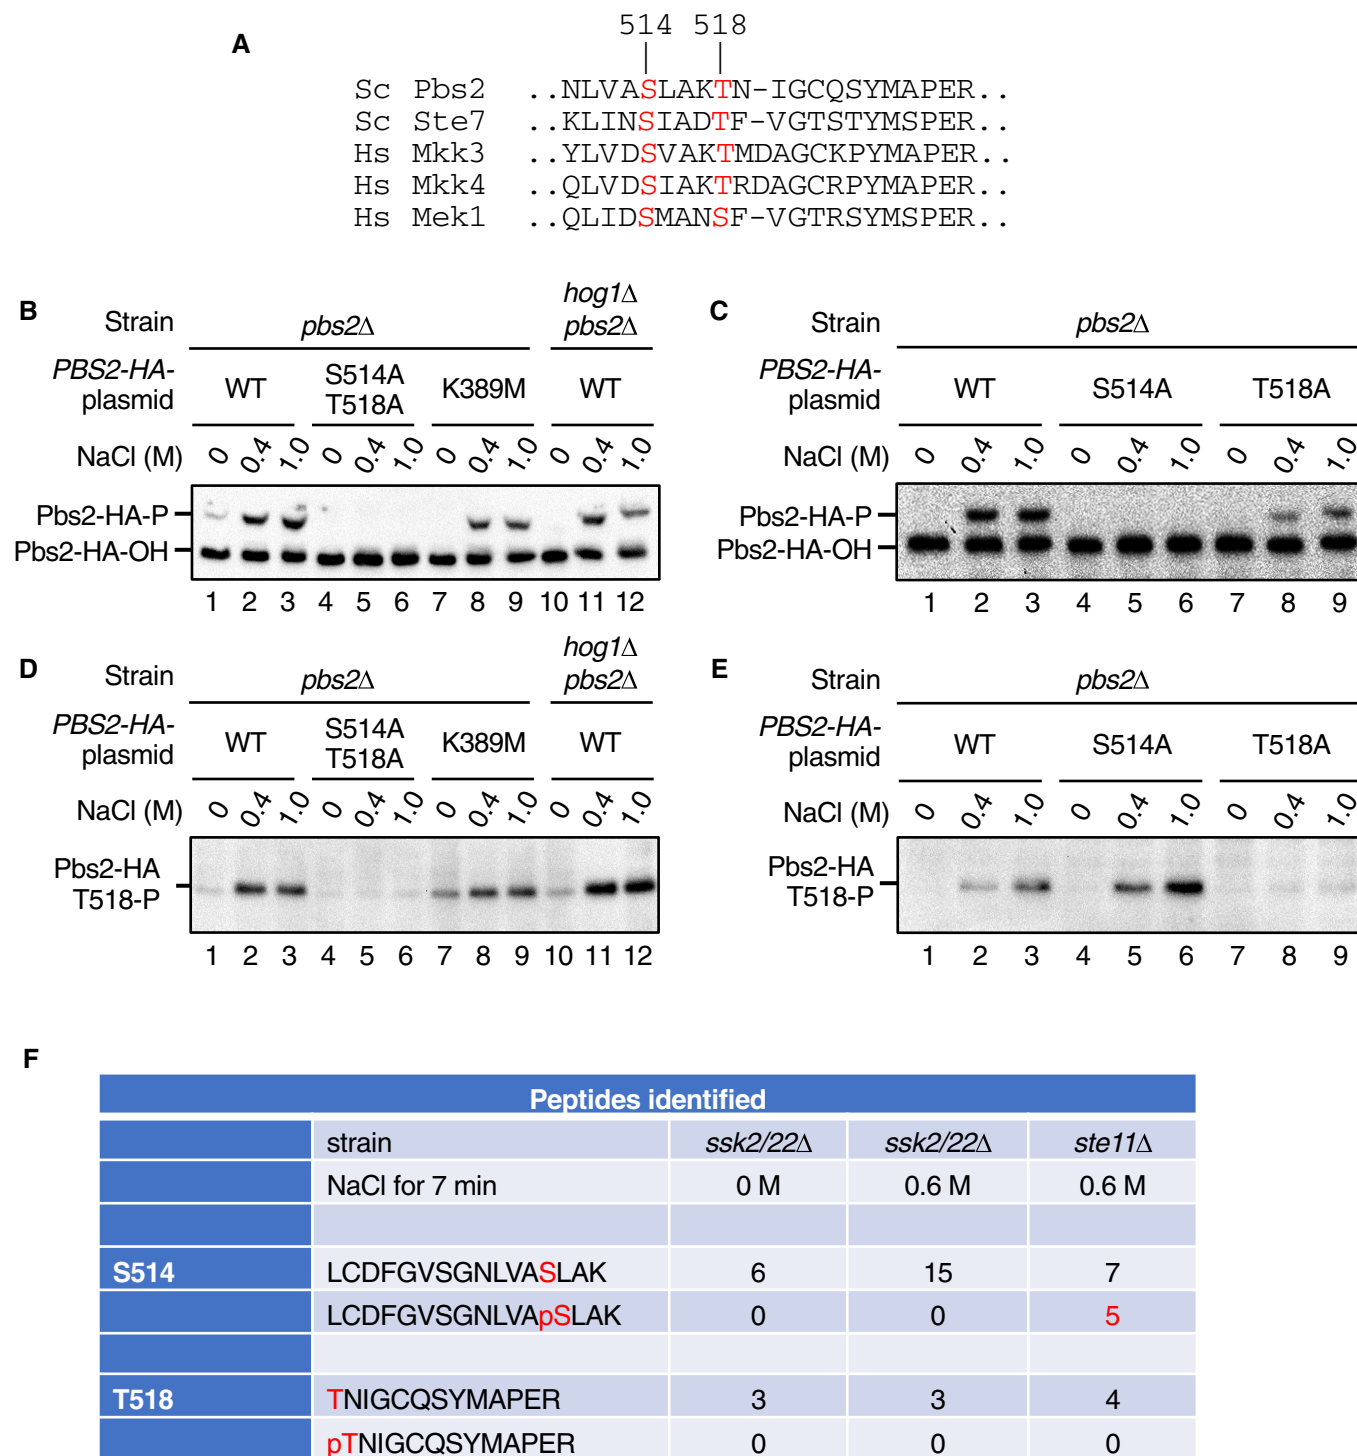 A
514 518
Sc Pbs2 ..NLVASLAKTN-IGCQSYMAPER..
Sc Ste7 ..KLINSIADTF-VGTSTYMSPER..
Hs Mkk3 ..YLVDSVAKTMDAGCKPYMAPER..
Hs Mkk4 ..QLVDSIAKTRDAGCRPYMAPER..
Hs Mek1 ..QLIDSMANSF-VGTRSYMSPER..
B
Strain pbs2Δ hog1Δ pbs2Δ
PBS2-HA-plasmid WT S514A T518A K389M WT
NaCl (M) 0 0.4 1.0 0 0.4 1.0 0 0.4 1.0 0 0.4 1.0
Pbs2-HA-P
Pbs2-HA-OH
1 2 3 4 5 6 7 8 9 10 11 12
C
Strain pbs2Δ
PBS2-HA-plasmid WT S514A T518A
NaCl (M) 0 0.4 1.0 0 0.4 1.0 0 0.4 1.0
Pbs2-HA-P
Pbs2-HA-OH
1 2 3 4 5 6 7 8 9
D
Strain pbs2Δ hog1Δ pbs2Δ
PBS2-HA-plasmid WT S514A T518A K389M WT
NaCl (M) 0 0.4 1.0 0 0.4 1.0 0 0.4 1.0 0 0.4 1.0
Pbs2-HA
T518-P
1 2 3 4 5 6 7 8 9 10 11 12
E
Strain pbs2Δ
PBS2-HA-plasmid WT S514A T518A
NaCl (M) 0 0.4 1.0 0 0.4 1.0 0 0.4 1.0
Pbs2-HA
T518-P
1 2 3 4 5 6 7 8 9
F
Peptides identified
strain ssk2/22Δ ssk2/22Δ ste11Δ
NaCl for 7 min 0 M 0.6 M 0.6 M
S514 LCDFGVSGNLVASLAK 6 15 7
LCDFGVSGNLVApSLAK 0 0 5
T518 TNIGCQSYMAPER 3 3 4
pTNIGCQSYMAPER 0 0 0